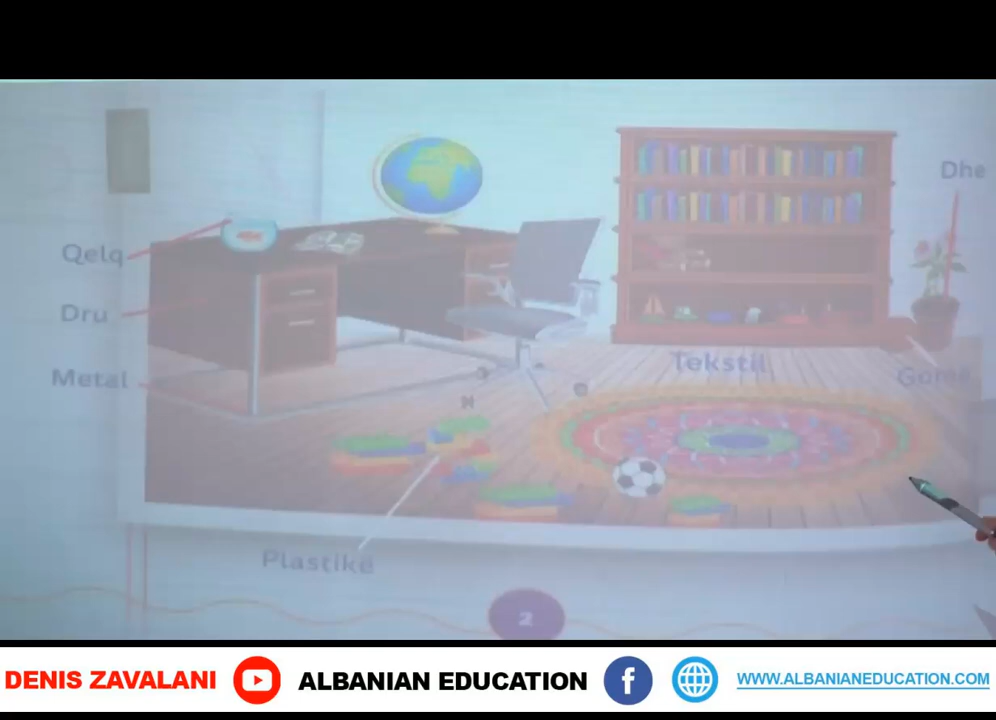 Dhe
Qelq
Dru
Tekstil
Metal
Gomë
Plastikë
2
DENIS ZAVALANI
ALBANIAN EDUCATION
f
WWW.ALBANIANEDUCATION.COM